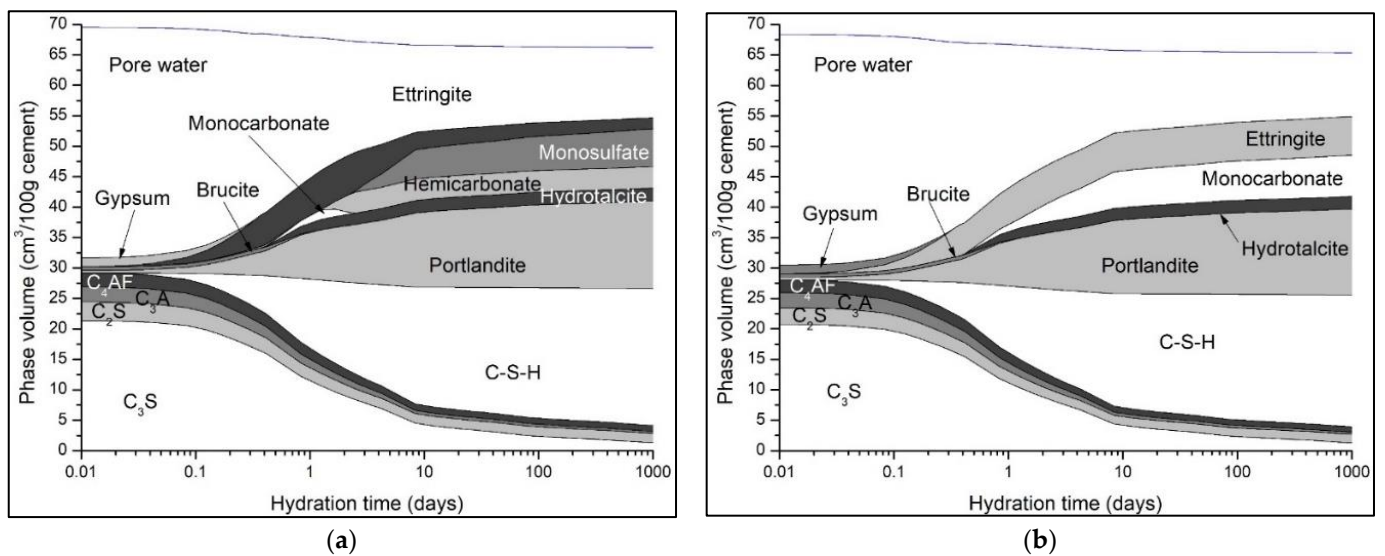 70
65
60
55
50
45
40
35
30
25
20
15
10
5
0
Phase volume (cm³/100g cement)
Pore water
Ettringite
Monocarbonate
Monosulfate
Brucite
Hemicarbonate
Gypsum
Hydrotalcite
Portlandite
C₄AF
C₃A
C₂S
C-S-H
C₃S
0.01 0.1 1 10 100 1000
Hydration time (days)
(a)
70
65
60
55
50
45
40
35
30
25
20
15
10
5
0
Phase volume (cm³/100g cement)
Pore water
Ettringite
Brucite
Monocarbonate
Gypsum
Hydrotalcite
Portlandite
C₄AF
C₃A
C₂S
C-S-H
C₃S
0.01 0.1 1 10 100 1000
Hydration time (days)
(b)